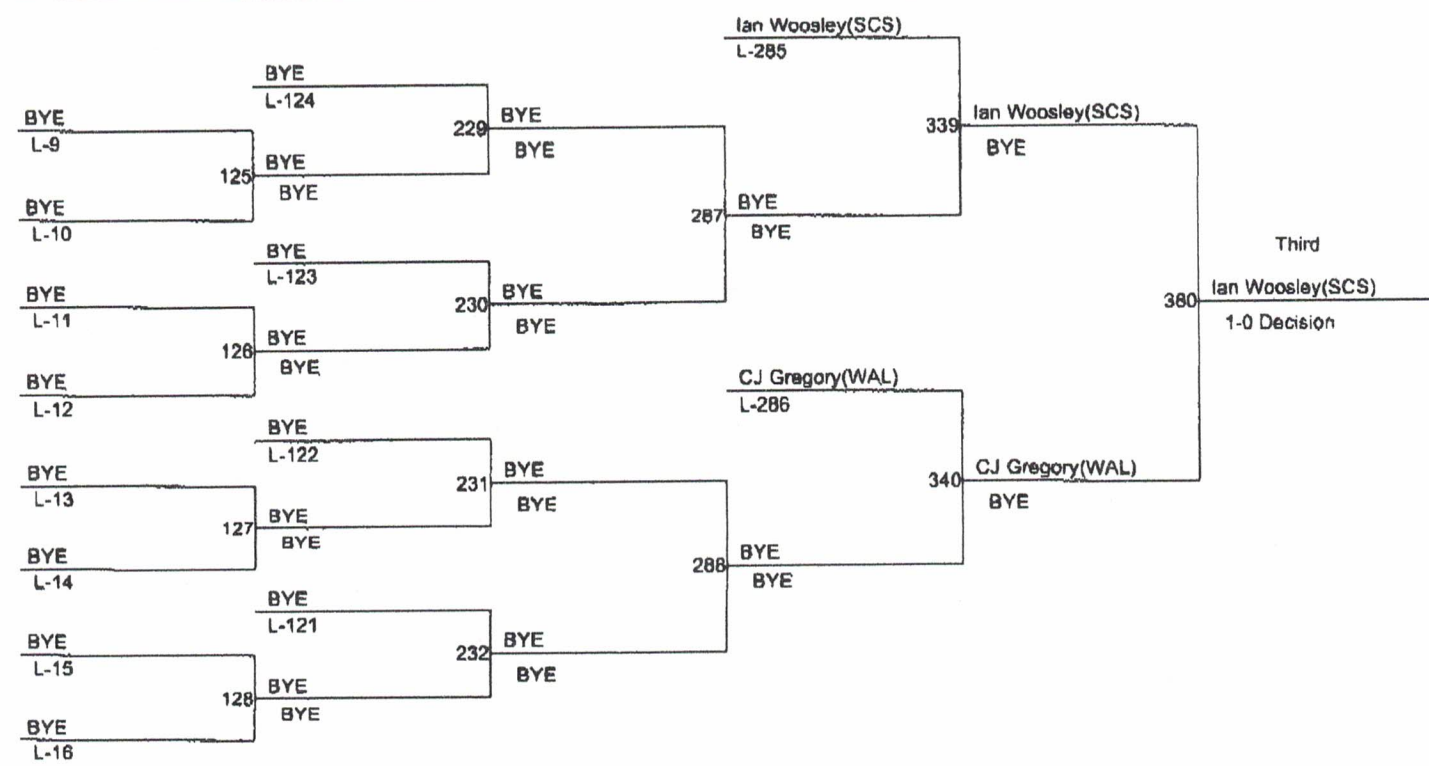 Ian Woosley(SCS)
L-285
BYE
L-124
BYE
L-9
229
BYE
BYE
339
Ian Woosley(SCS)
BYE
125
BYE
BYE
BYE
L-10
287
BYE
BYE
BYE
L-123
BYE
L-11
230
BYE
BYE
Third
380
Ian Woosley(SCS)
1-0 Decision
126
BYE
BYE
BYE
L-12
CJ Gregory(WAL)
L-286
BYE
L-122
BYE
L-13
231
BYE
BYE
340
CJ Gregory(WAL)
BYE
127
BYE
BYE
BYE
L-14
288
BYE
BYE
BYE
L-121
BYE
L-15
232
BYE
BYE
128
BYE
BYE
BYE
L-16